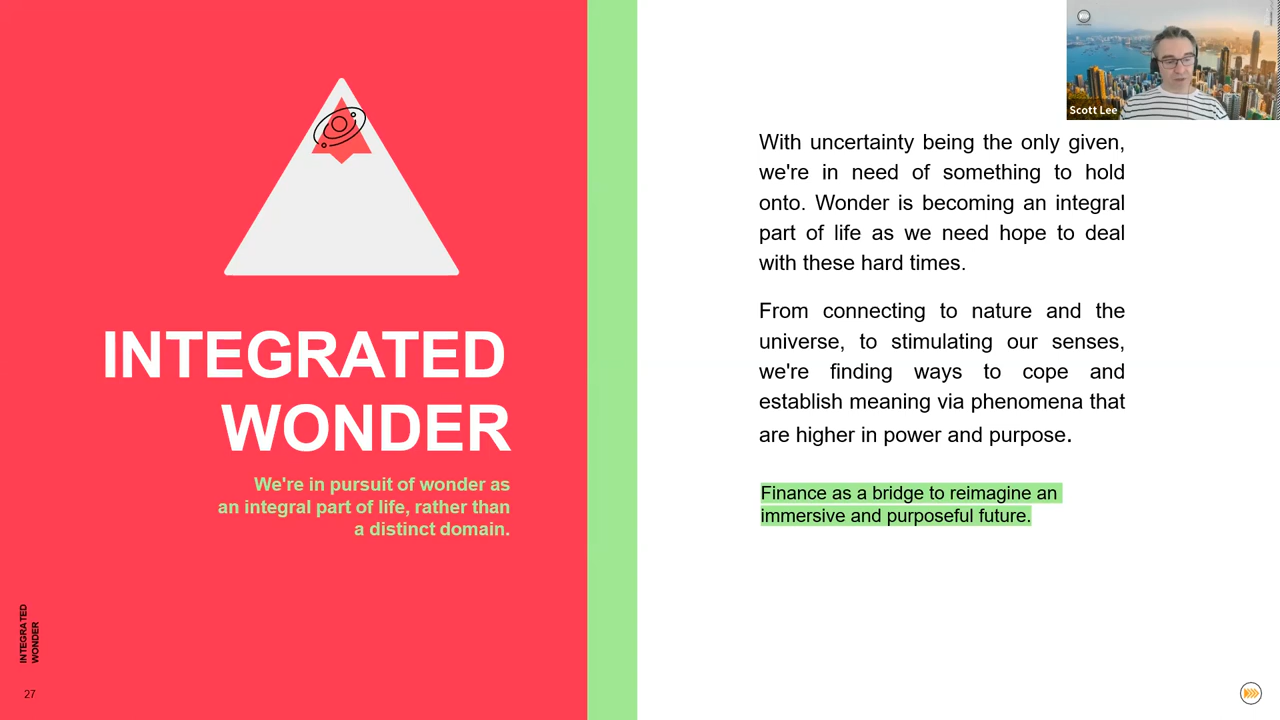 INTEGRATED
WONDER
We're in pursuit of wonder as
an integral part of life, rather than
a distinct domain.
INTEGRATED
WONDER
27
Scott Lee
With uncertainty being the only given,
we're in need of something to hold
onto. Wonder is becoming an integral
part of life as we need hope to deal
with these hard times.
From connecting to nature and the
universe, to stimulating our senses,
we're finding ways to cope and
establish meaning via phenomena that
are higher in power and purpose.
Finance as a bridge to reimagine an
immersive and purposeful future.